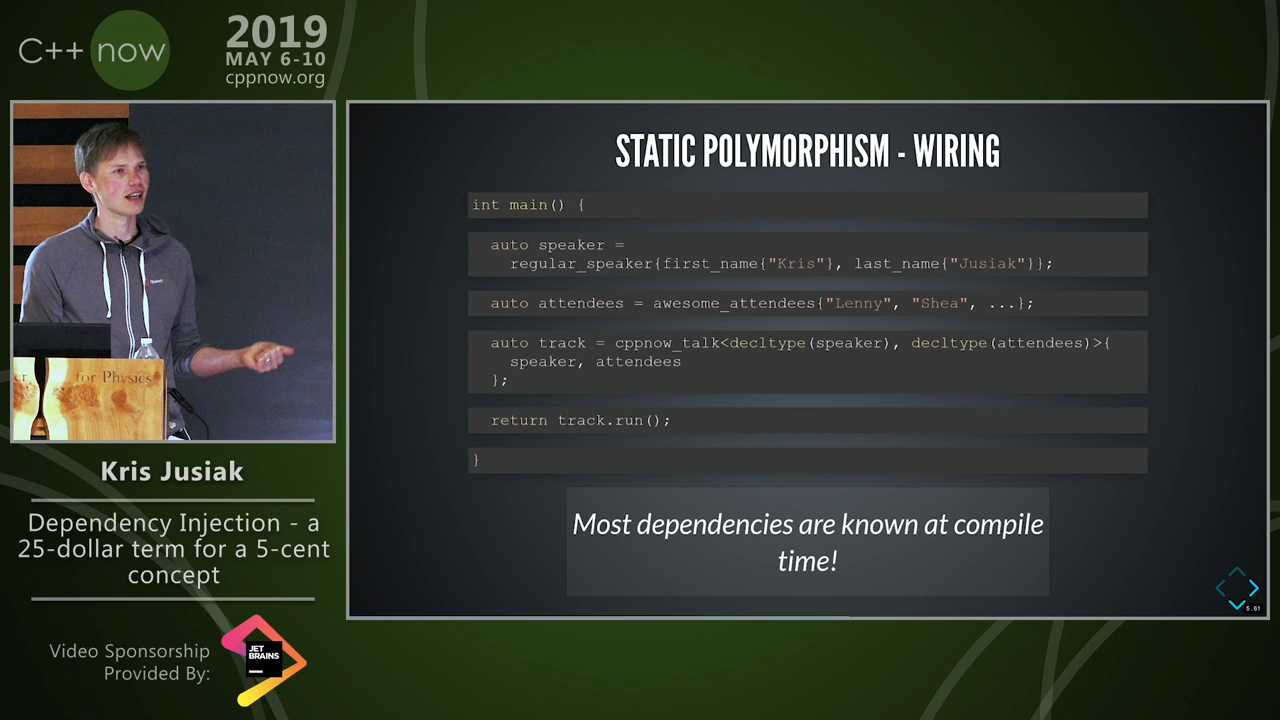 C++ now
2019
MAY 6-10
cppnow.org
for Physics
Kris Jusiak
Dependency Injection - a
25-dollar term for a 5-cent
concept
Video Sponsorship
Provided By:
JET
BRAINS
STATIC POLYMORPHISM - WIRING
int main() {
auto speaker =
regular_speaker{first_name{"Kris"}, last_name{"Jusiak"}};
auto attendees = awesome_attendees{"Lenny", "Shea", ...};
auto track = cppnow_talk<decltype(speaker), decltype(attendees)>{
speaker, attendees
};
return track.run();
}
Most dependencies are known at compile
time!
5.61